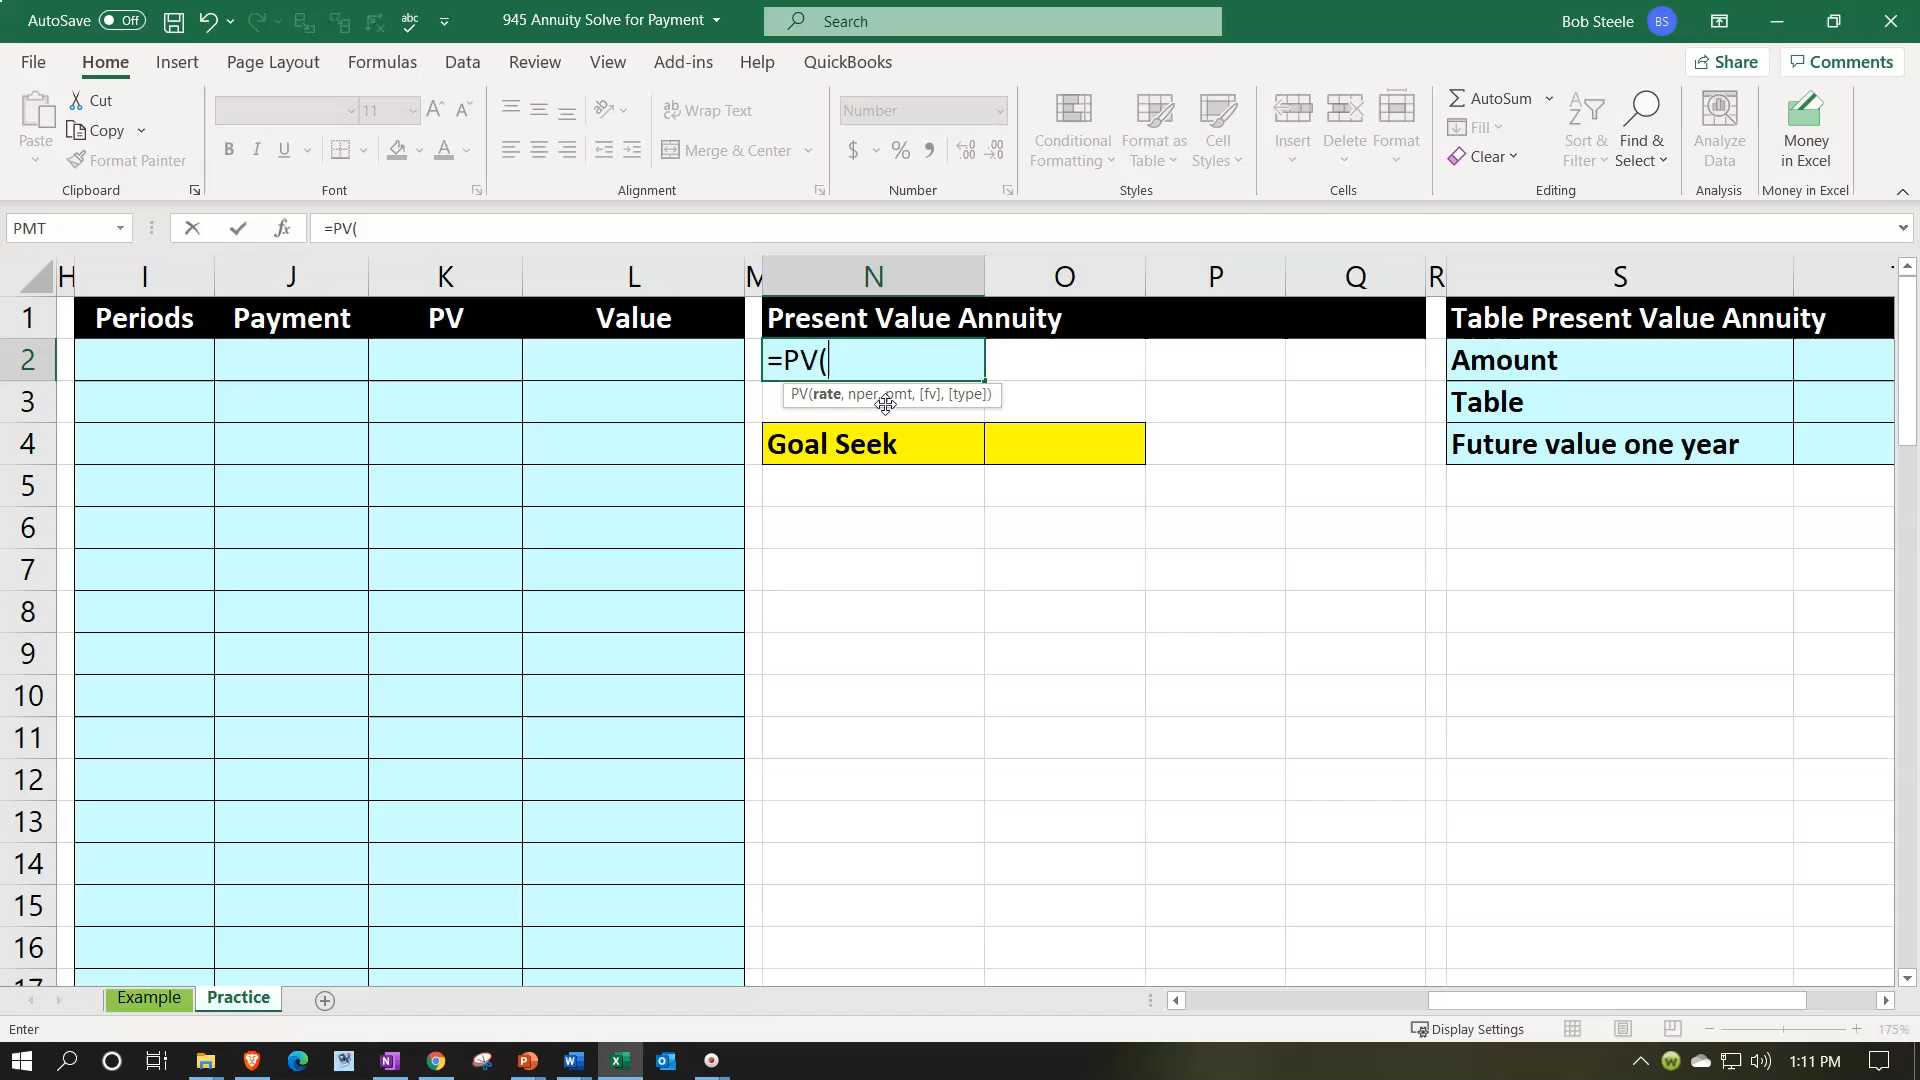 AutoSave Off
945 Annuity Solve for Payment
Search
Bob Steele BS
File Home Insert Page Layout Formulas Data Review View Add-ins Help QuickBooks Share Comments
Paste
Cut
Copy
Format Painter
Clipboard
11
B I U
Font
Wrap Text
Merge & Center
Alignment
Number
$ %
Number
Conditional Formatting
Format as Table
Cell Styles
Styles
Insert
Delete
Format
Cells
AutoSum
Fill
Clear
Sort & Filter
Find & Select
Editing
Analyze Data
Analysis
Money in Excel
Money in Excel
PMT fx =PV(
H I J K L M N O P Q R S
1 Periods Payment PV Value Present Value Annuity Table Present Value Annuity
2 =PV( Amount
PV(rate, nper, pmt, [fv], [type])
3 Table
4 Goal Seek Future value one year
5
6
7
8
9
10
11
12
13
14
15
16
17
Example Practice
Enter Display Settings 175%
1:11 PM